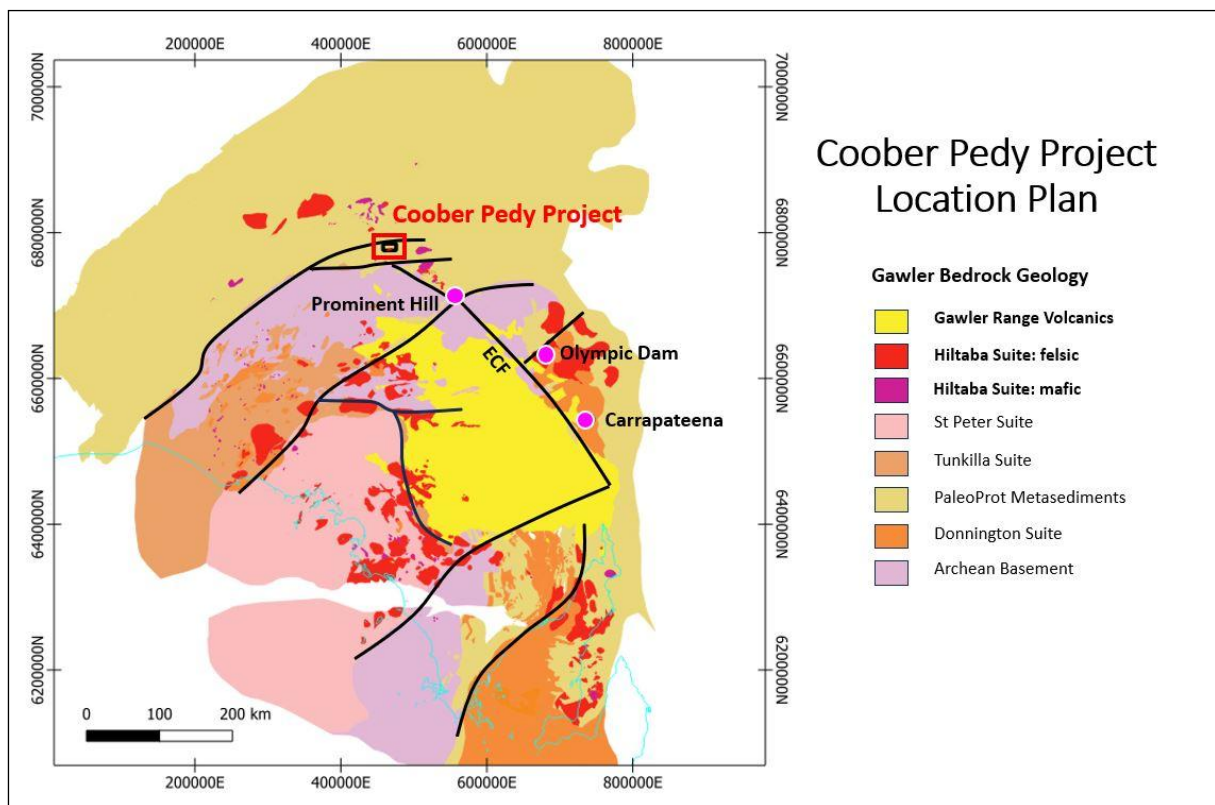 200000E 400000E 600000E 800000E
7000000N 7000000N
6800000N 6800000N
6600000N 6600000N
6400000N 6400000N
6200000N 6200000N
Coober Pedy Project
Prominent Hill
ECF
Olympic Dam
Carrapateena
0 100 200 km
200000E 400000E 600000E 800000E
Coober Pedy Project
Location Plan
Gawler Bedrock Geology
Gawler Range Volcanics
Hiltaba Suite: felsic
Hiltaba Suite: mafic
St Peter Suite
Tunkilla Suite
PaleoProt Metasediments
Donnington Suite
Archean Basement